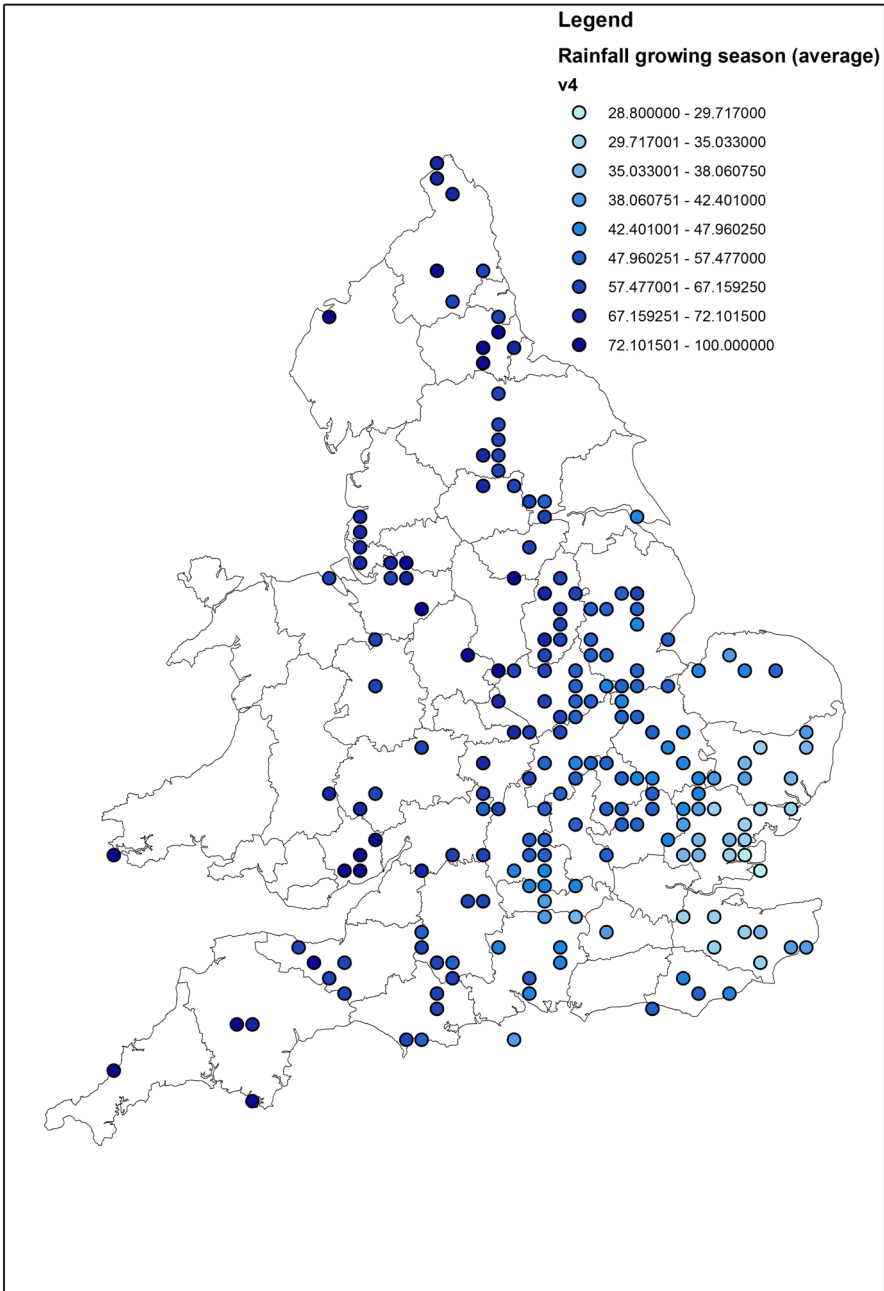 Legend
Rainfall growing season (average)
v4
28.800000 - 29.717000
29.717001 - 35.033000
35.033001 - 38.060750
38.060751 - 42.401000
42.401001 - 47.960250
47.960251 - 57.477000
57.477001 - 67.159250
67.159251 - 72.101500
72.101501 - 100.000000